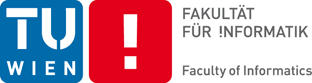 TU
WIEN
!
FAKULTÄT
FÜR !NFORMATIK
Faculty of Informatics